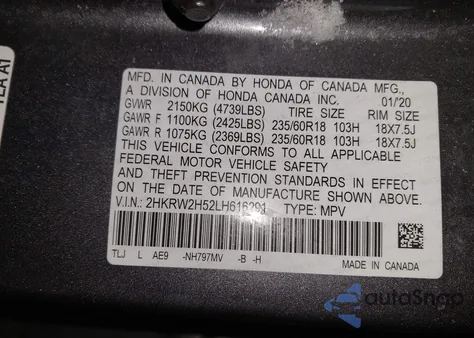 MFD. IN CANADA BY HONDA OF CANADA MFG.,
A DIVISION OF HONDA CANADA INC. 01/20
GVWR 2150KG (4739LBS) TIRE SIZE RIM SIZE
GAWR F 1100KG (2425LBS) 235/60R18 103H 18X7.5J
GAWR R 1075KG (2369LBS) 235/60R18 103H 18X7.5J
THIS VEHICLE CONFORMS TO ALL APPLICABLE
FEDERAL MOTOR VEHICLE SAFETY
AND THEFT PREVENTION STANDARDS IN EFFECT
ON THE DATE OF MANUFACTURE SHOWN ABOVE.
V.I.N.: TYPE: MPV
TLJ L AE9 -NH797MV -B -H
MADE IN CANADA
autoSnap